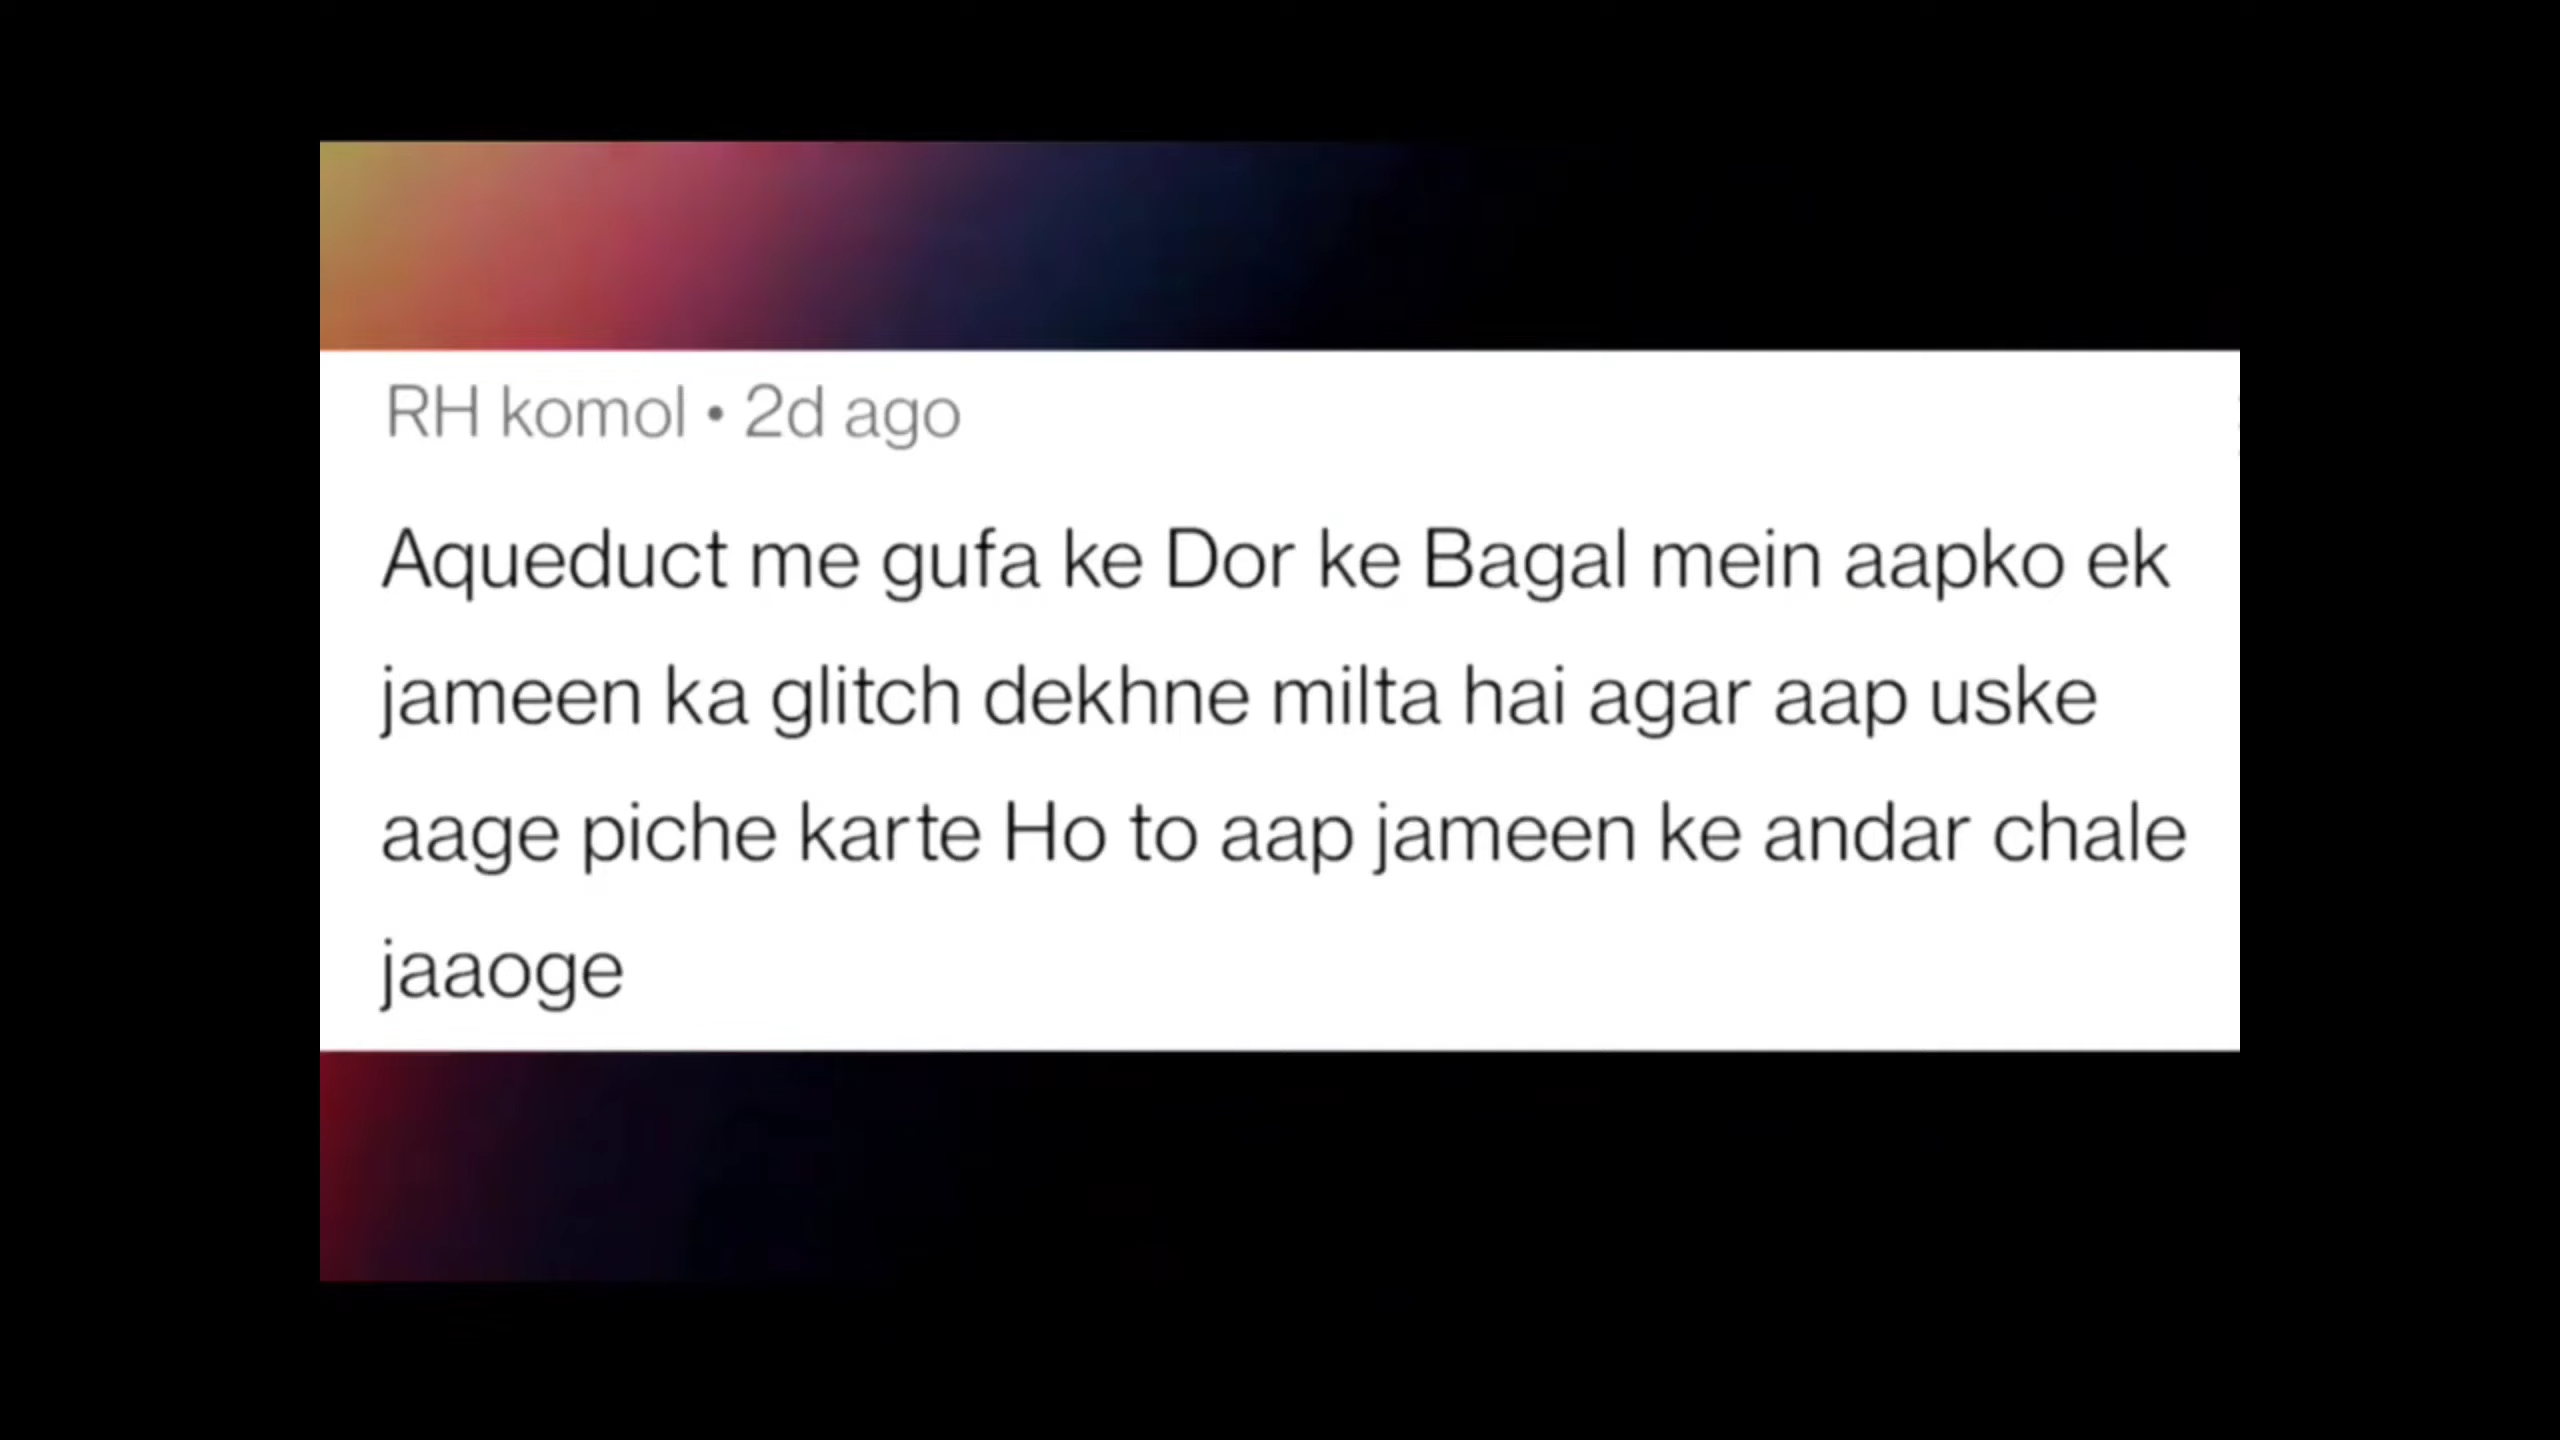 RH komol • 2d ago
Aqueduct me gufa ke Dor ke Bagal mein aapko ek
jameen ka glitch dekhne milta hai agar aap uske
aage piche karte Ho to aap jameen ke andar chale
jaaoge